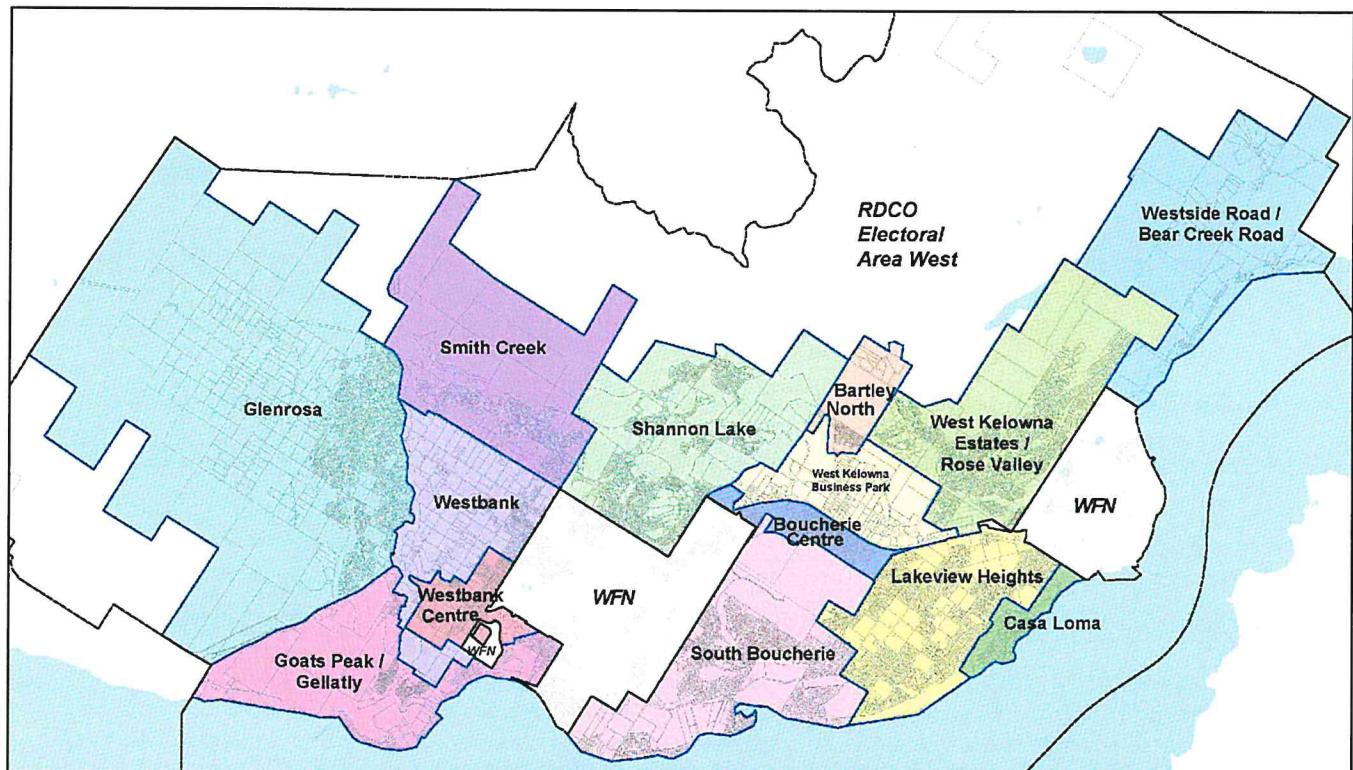 RDCO
Electoral
Area West
Westside Road /
Bear Creek Road
Smith Creek
Glenrosa
Shannon Lake
Bartley
North
West Kelowna
Estates /
Rose Valley
West Kelowna
Business Park
Westbank
WFN
Boucherie
Centre
Lakeview Heights
Westbank
Centre
WFN
WFN
Casa Loma
Goats Peak /
Gellatly
South Boucherie